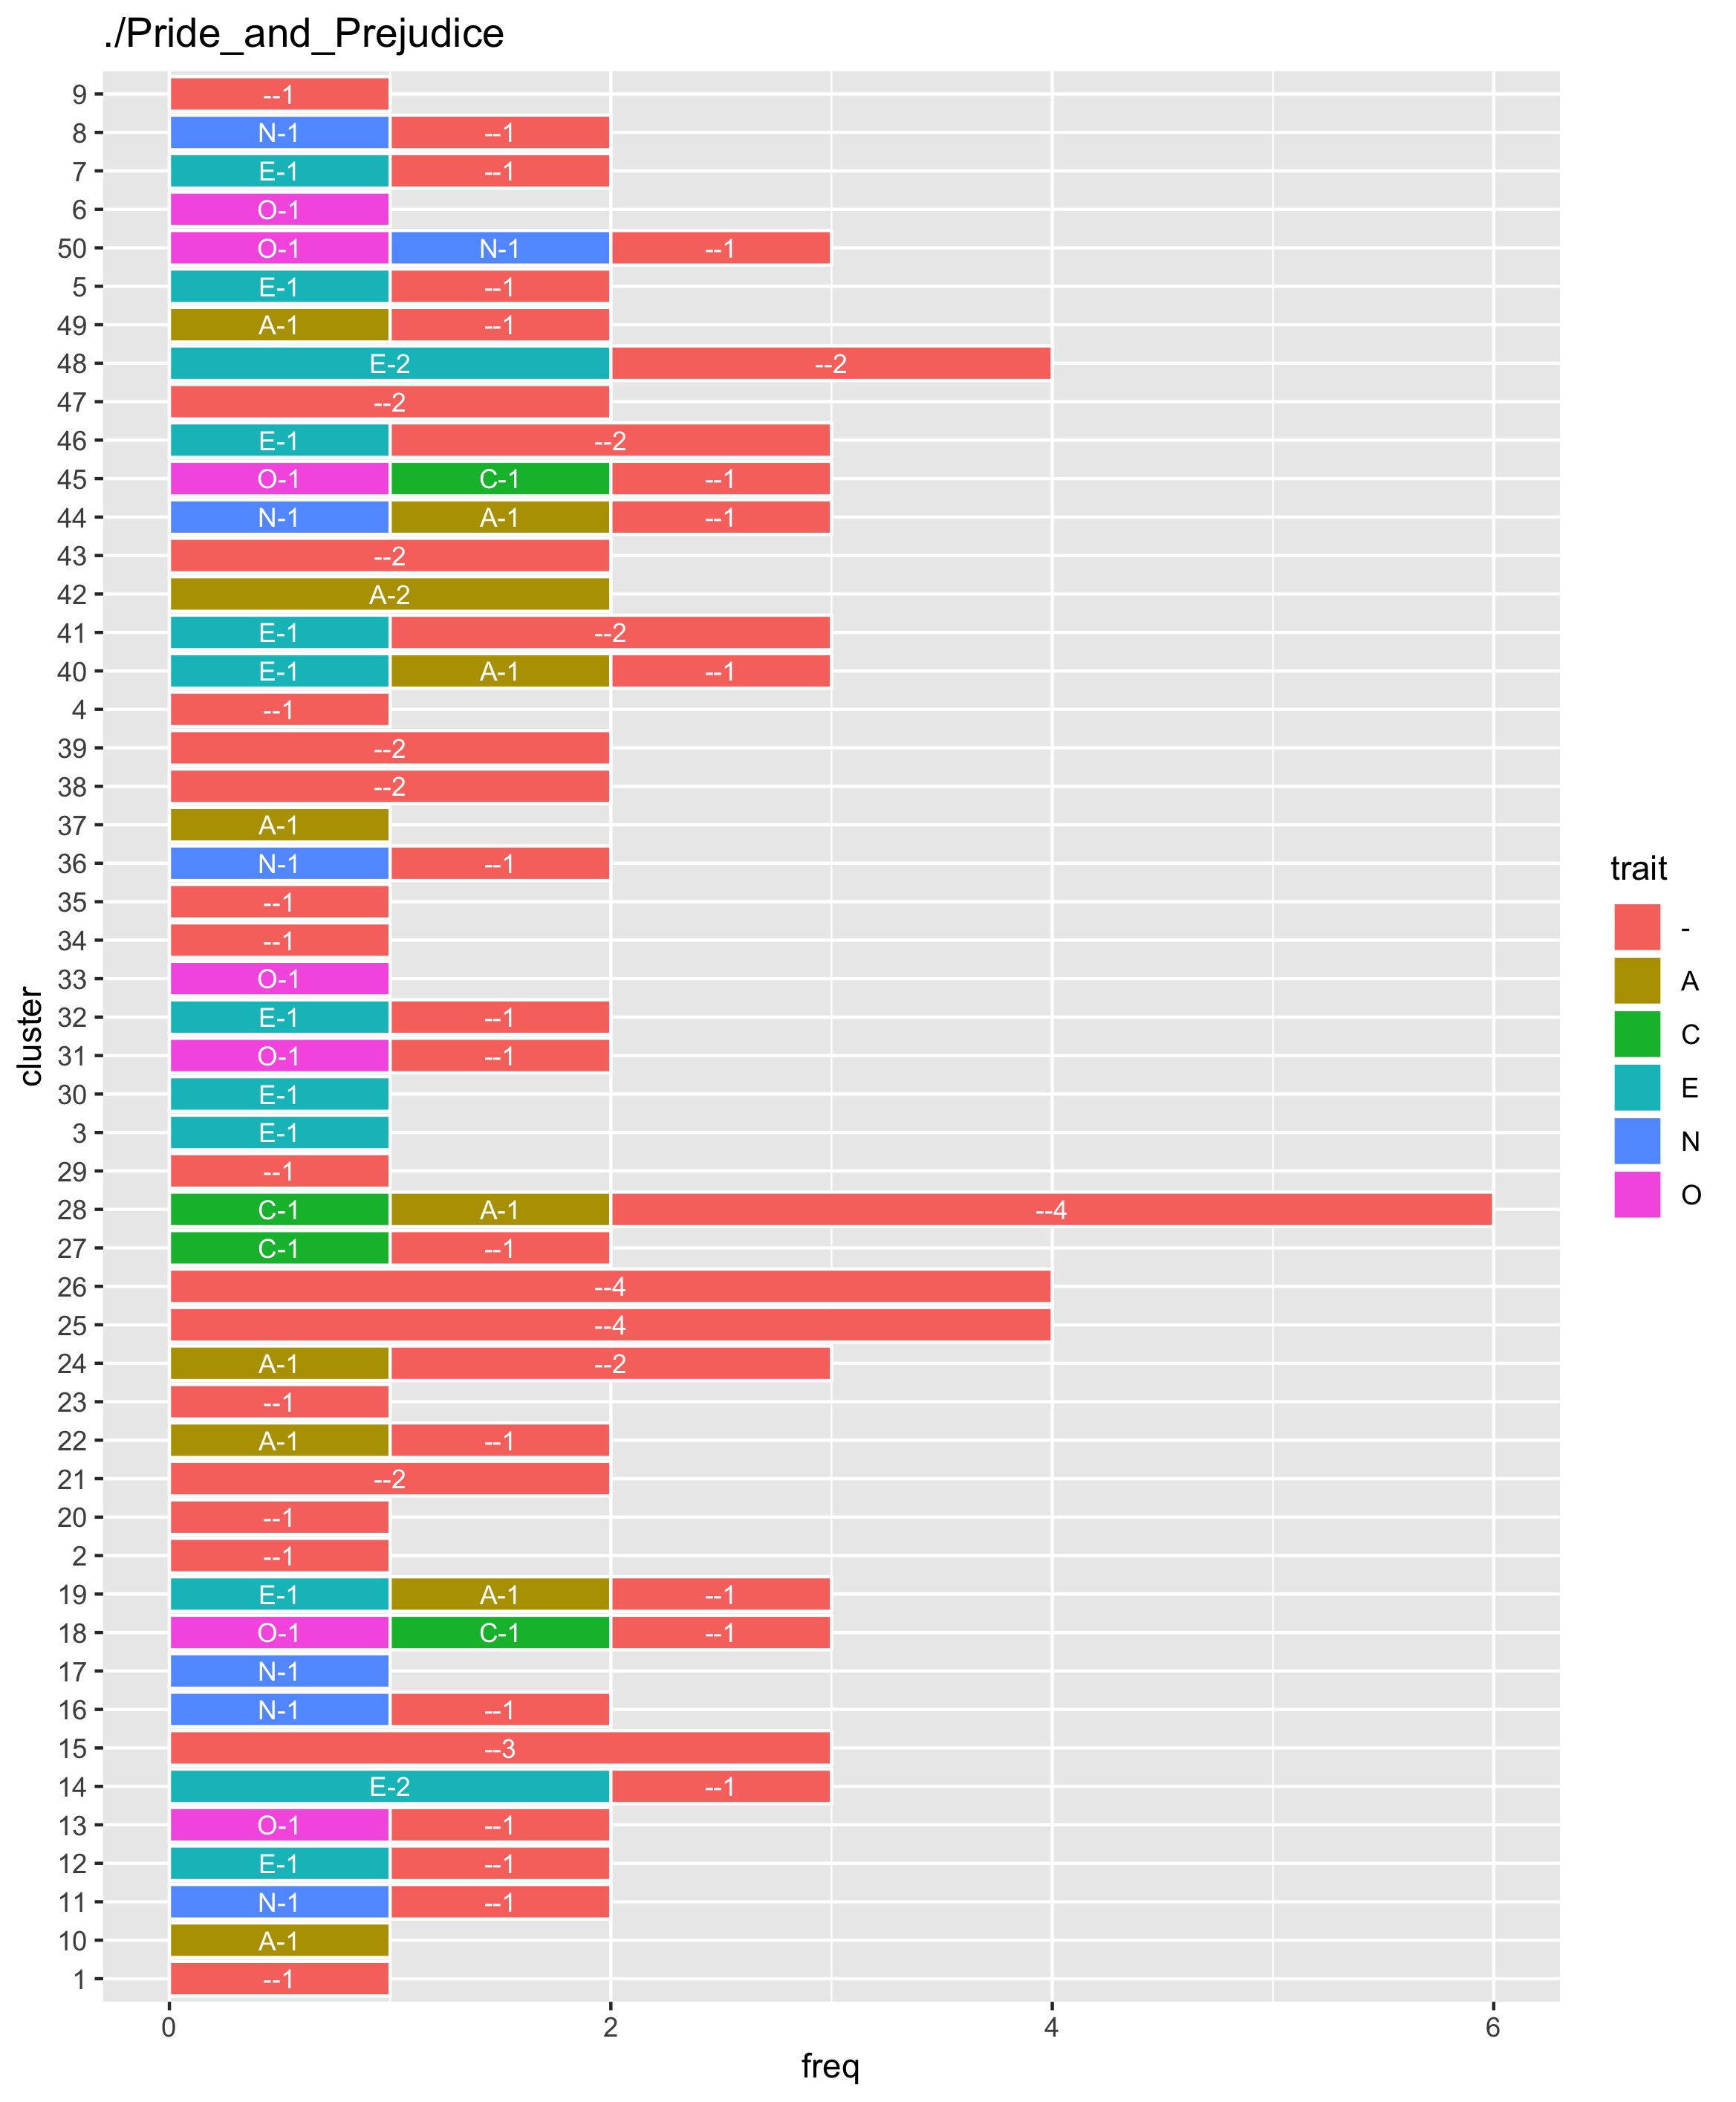 ./Pride_and_Prejudice
9 --1
8 N-1 --1
7 E-1 --1
6 O-1
50 O-1 N-1 --1
5 E-1 --1
49 A-1 --1
48 E-2 --2
47 --2
46 E-1 --2
45 O-1 C-1 --1
44 N-1 A-1 --1
43 --2
42 A-2
41 E-1 --2
40 E-1 A-1 --1
4 --1
39 --2
38 --2
37 A-1
36 N-1 --1
35 --1
34 --1
33 O-1
32 E-1 --1
31 O-1 --1
30 E-1
3 E-1
29 --1
28 C-1 A-1 --4
27 C-1 --1
26 --4
25 --4
24 A-1 --2
23 --1
22 A-1 --1
21 --2
20 --1
2 --1
19 E-1 A-1 --1
18 O-1 C-1 --1
17 N-1
16 N-1 --1
15 --3
14 E-2 --1
13 O-1 --1
12 E-1 --1
11 N-1 --1
10 A-1
1 --1
0 2 4 6
freq
cluster
trait
-
A
C
E
N
O